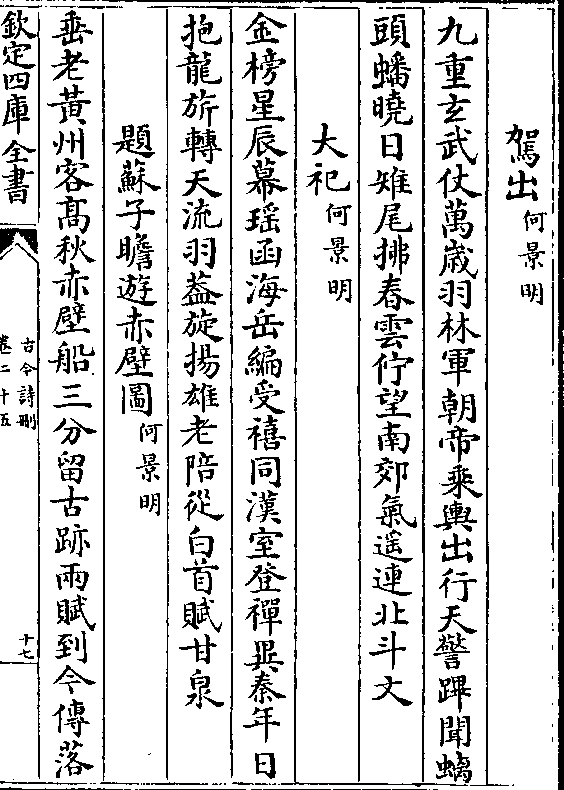 駕出何景明
九重玄武仗萬歳羽林軍朝帝乘輿出行天警蹕聞螭
頭蟠曉日雉尾拂春雲佇望南郊氣遥連北斗文
大祀何景明
金榜星辰幕瑶函海岳編受禧同漢室登禪異秦年日
抱龍旂轉天流羽葢旋揚雄老陪從白首賦甘泉
題蘇子瞻遊赤壁圖何景明
垂老黃州客高秋赤壁船三分留古跡兩賦到今傳落
欽定四庫全書
古今詩刪
卷二十五
十七